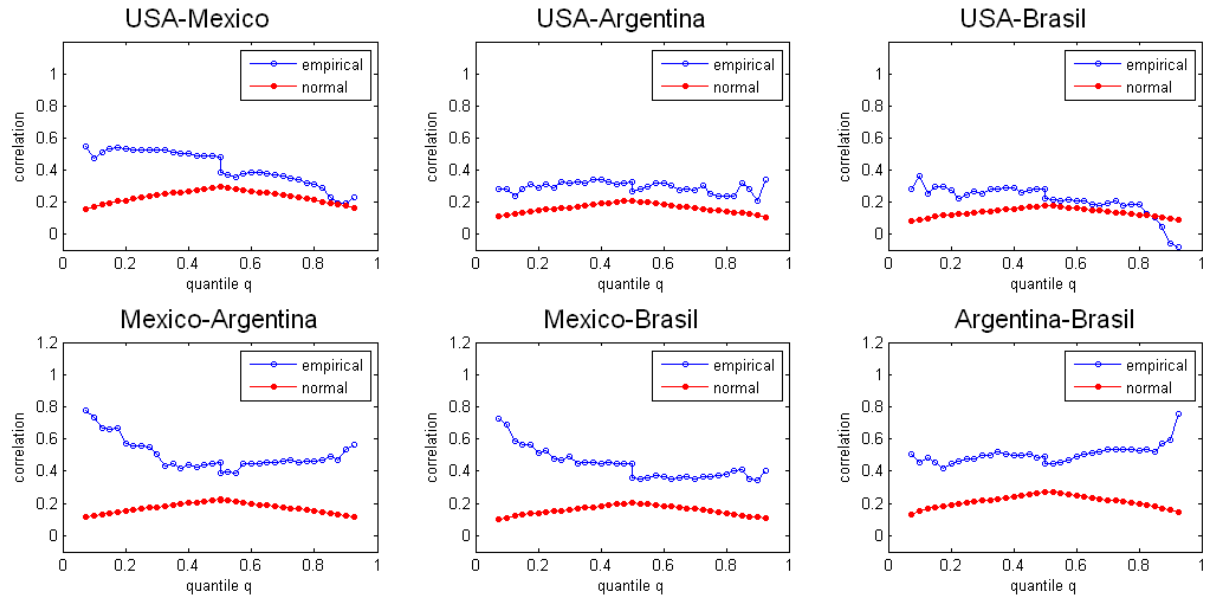 USA-Mexico
empirical
normal
correlation
1
0.8
0.6
0.4
0.2
0
0 0.2 0.4 0.6 0.8 1
quantile q
USA-Argentina
empirical
normal
correlation
1
0.8
0.6
0.4
0.2
0
0 0.2 0.4 0.6 0.8 1
quantile q
USA-Brasil
empirical
normal
correlation
1
0.8
0.6
0.4
0.2
0
0 0.2 0.4 0.6 0.8 1
quantile q
Mexico-Argentina
empirical
normal
correlation
1.2
1
0.8
0.6
0.4
0.2
0
0 0.2 0.4 0.6 0.8 1
quantile q
Mexico-Brasil
empirical
normal
correlation
1.2
1
0.8
0.6
0.4
0.2
0
0 0.2 0.4 0.6 0.8 1
quantile q
Argentina-Brasil
empirical
normal
correlation
1.2
1
0.8
0.6
0.4
0.2
0
0 0.2 0.4 0.6 0.8 1
quantile q